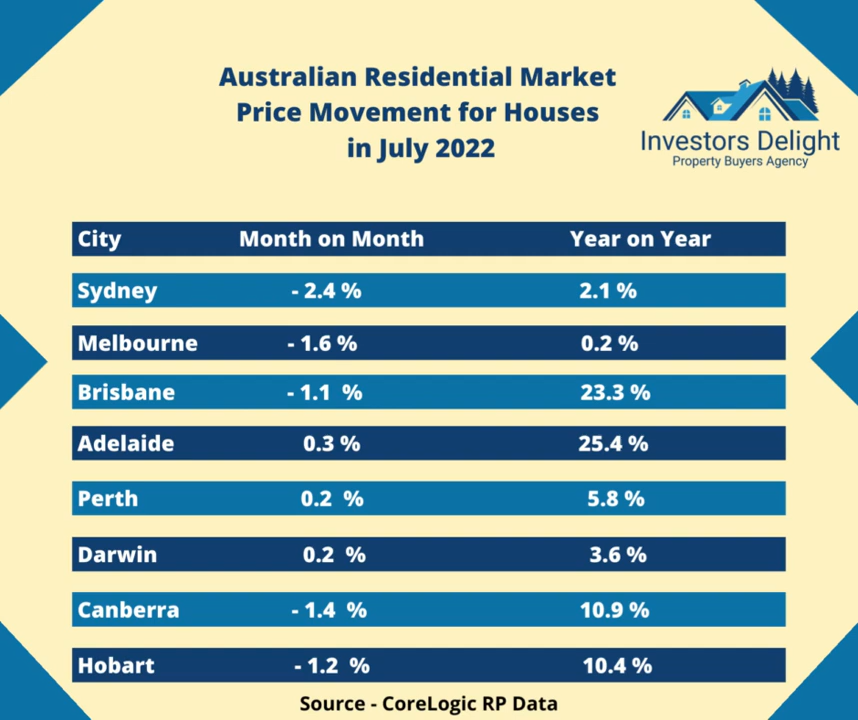 Australian Residential Market
Price Movement for Houses
in July 2022
Investors Delight
Property Buyers Agency
City Month on Month Year on Year
Sydney - 2.4 % 2.1 %
Melbourne - 1.6 % 0.2 %
Brisbane - 1.1 % 23.3 %
Adelaide 0.3 % 25.4 %
Perth 0.2 % 5.8 %
Darwin 0.2 % 3.6 %
Canberra - 1.4 % 10.9 %
Hobart - 1.2 % 10.4 %
Source - CoreLogic RP Data